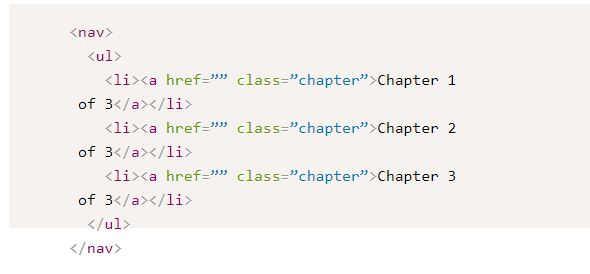 <nav>
<ul>
<li><a href=”” class=”chapter”>Chapter 1
of 3</a></li>
<li><a href=”” class=”chapter”>Chapter 2
of 3</a></li>
<li><a href=”” class=”chapter”>Chapter 3
of 3</a></li>
</ul>
</nav>